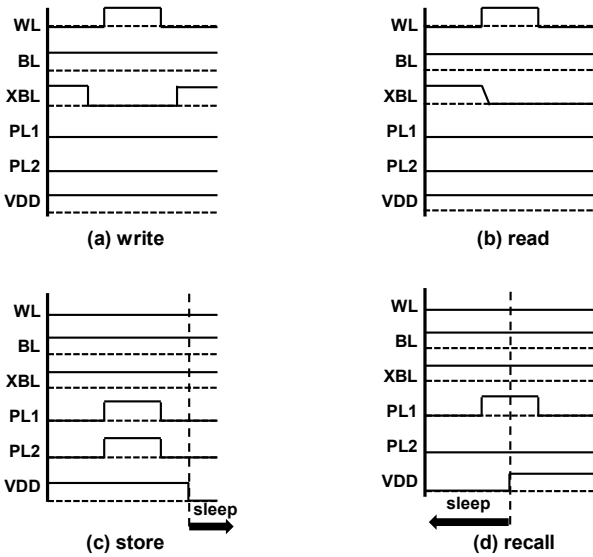 WL
BL
XBL
PL1
PL2
VDD
(a) write
WL
BL
XBL
PL1
PL2
VDD
(b) read
WL
BL
XBL
PL1
PL2
VDD
sleep
(c) store
WL
BL
XBL
PL1
PL2
VDD
sleep
(d) recall